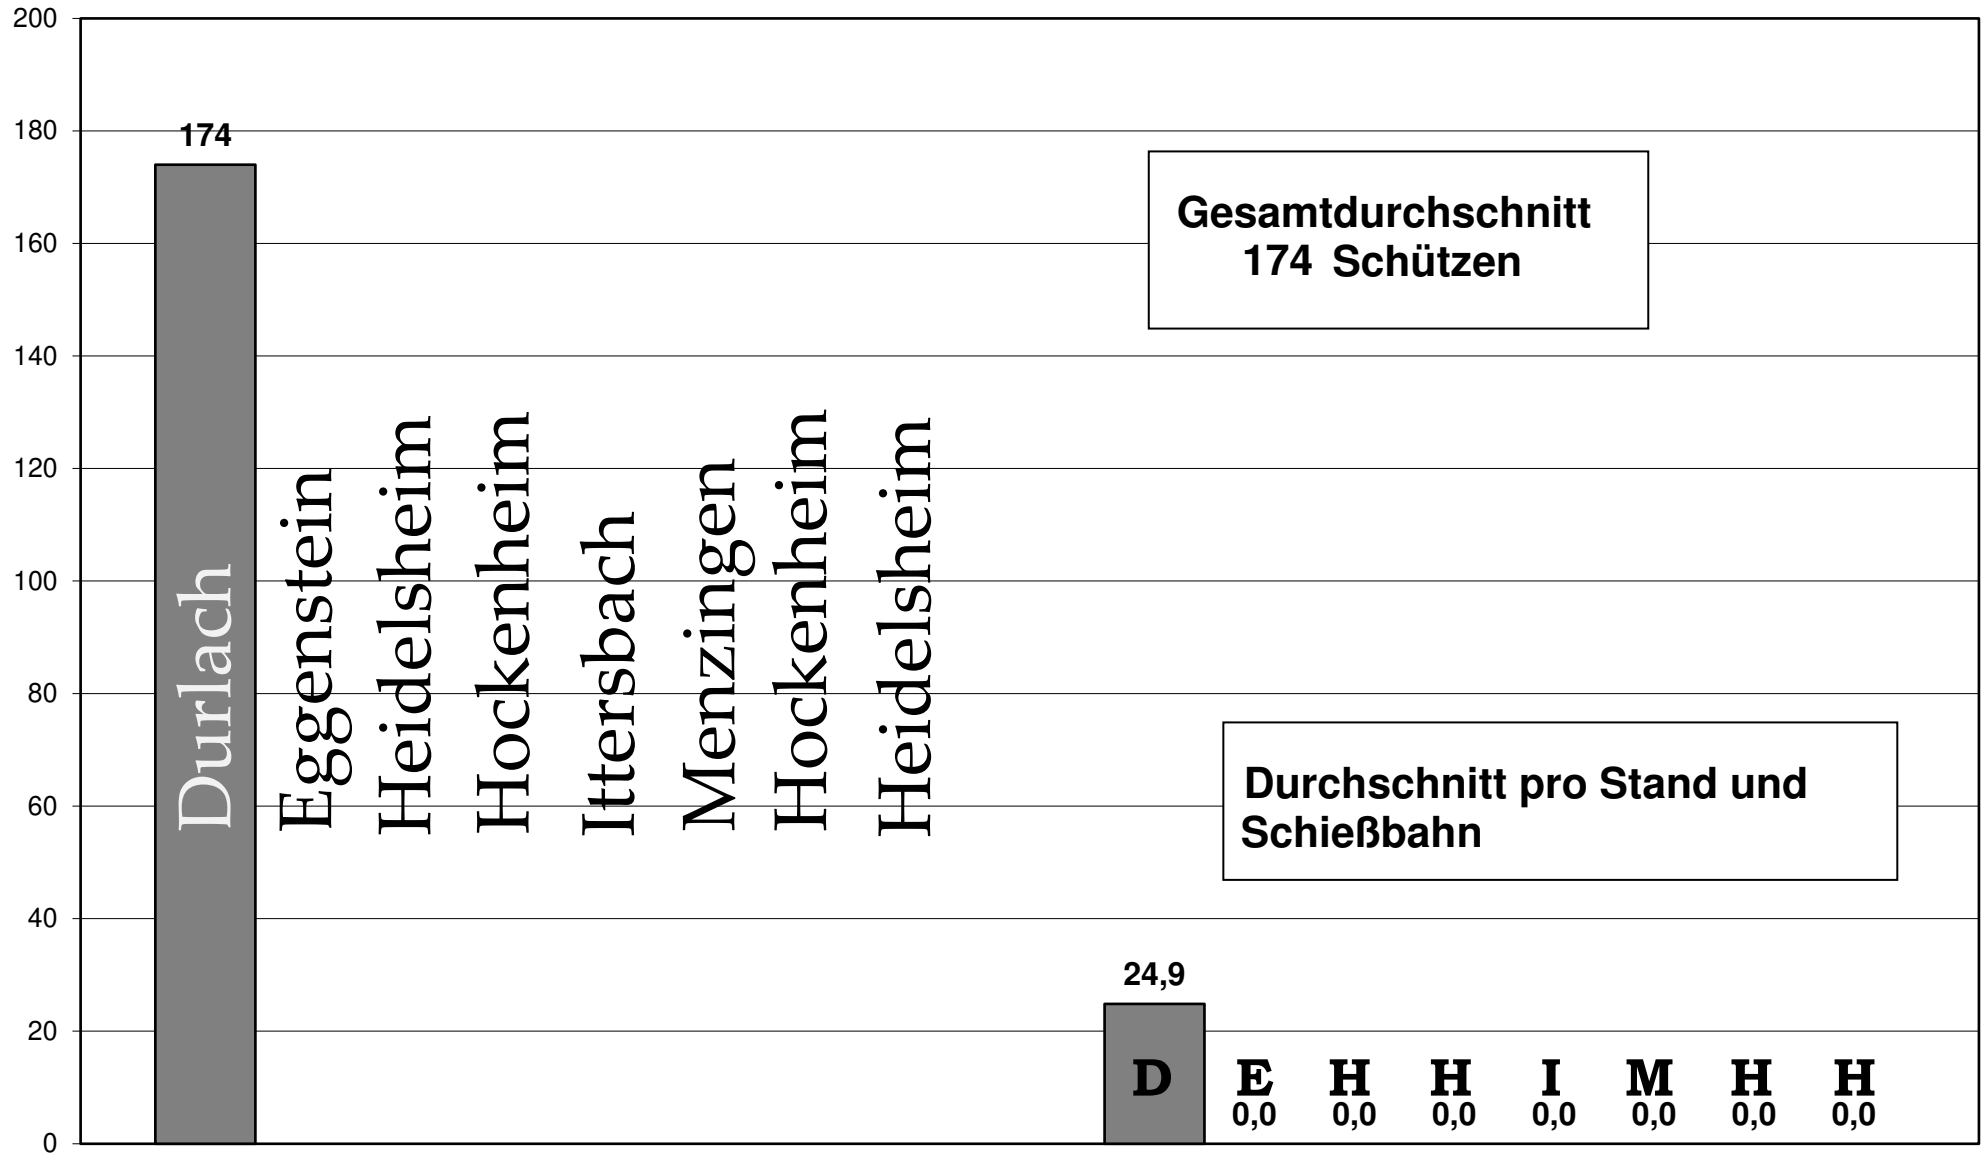 200
180
160
140
120
100
80
60
40
20
0
174
Durlach
Eggenstein
Heidelsheim
Hockenheim
Ittersbach
Menzingen
Hockenheim
Heidelsheim
Gesamtdurchschnitt
174 Schützen
Durchschnitt pro Stand und
Schießbahn
24,9
D E H H I M H H
0,0 0,0 0,0 0,0 0,0 0,0 0,0